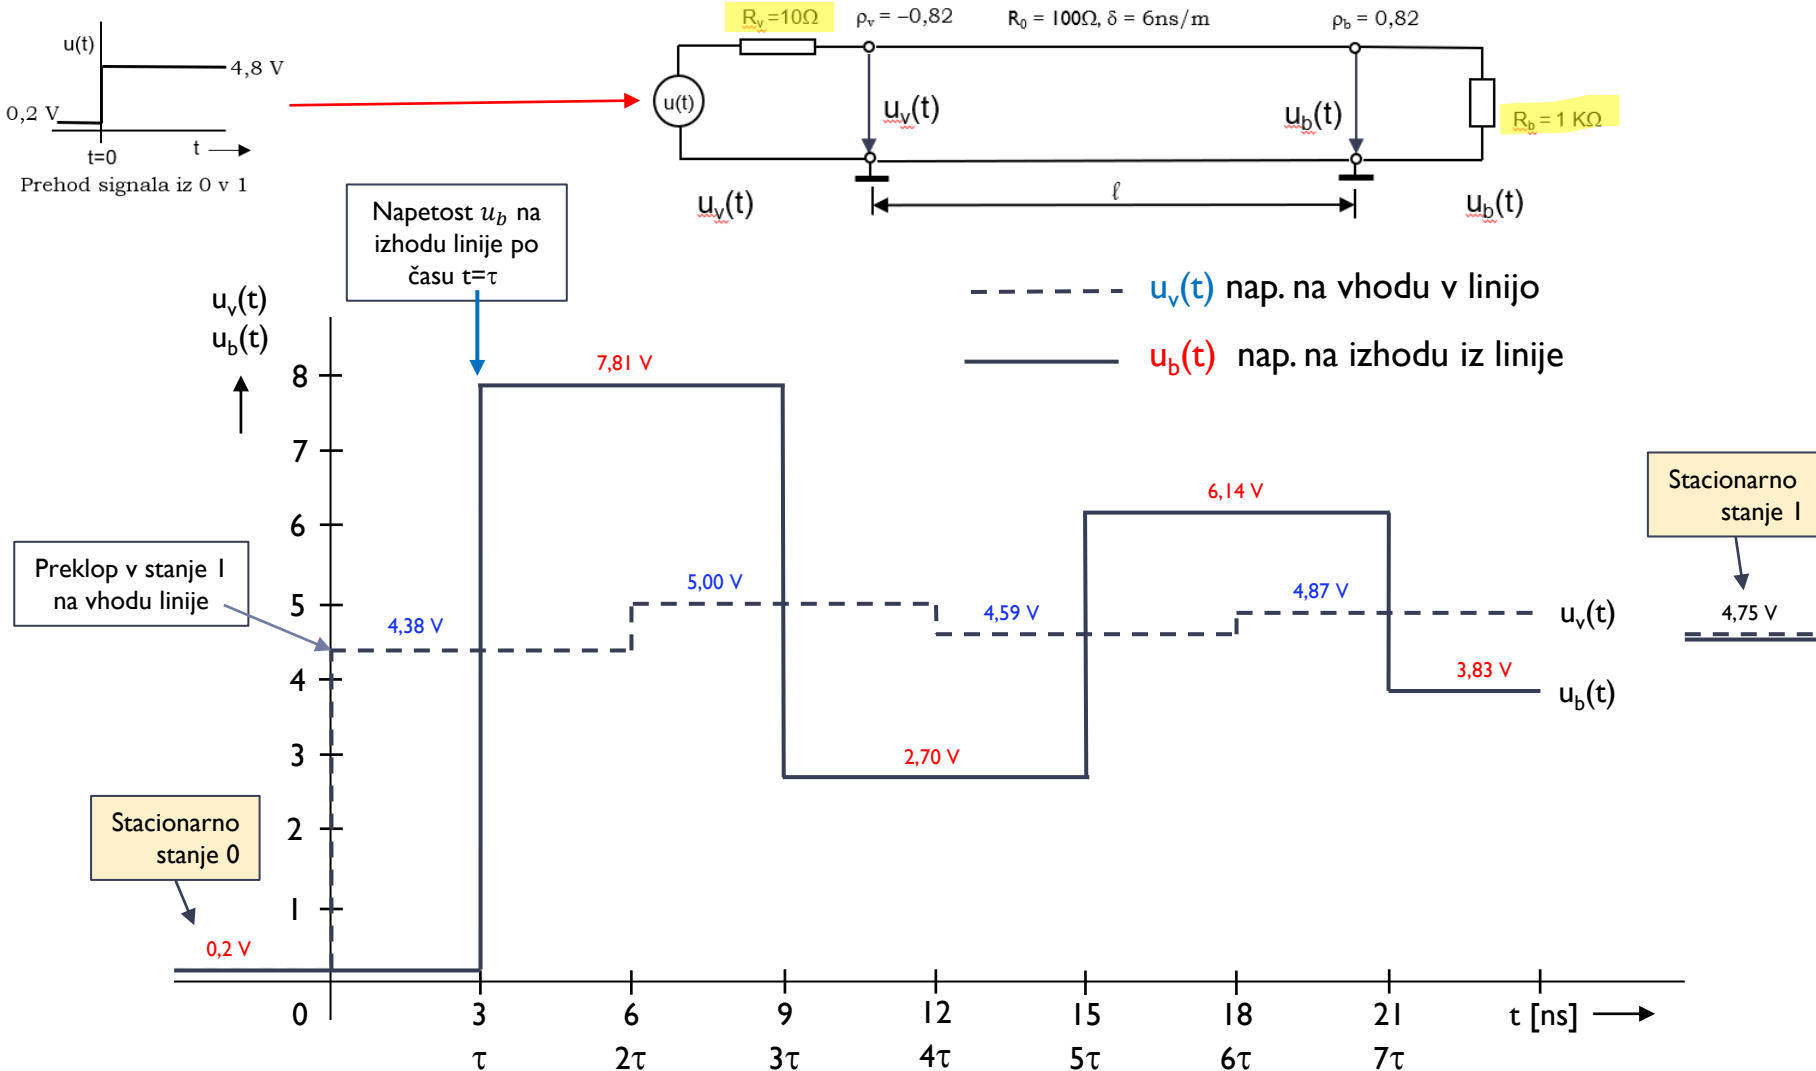 u(t)
4,8 V
0,2 V
t=0
t
Prehod signala iz 0 v 1
R_v=10Ω
ρ_v = −0,82
R_0 = 100Ω, δ = 6ns/m
ρ_b = 0,82
u(t)
u_v(t)
u_b(t)
R_b = 1 KΩ
u_v(t)
ℓ
u_b(t)
Napetost u_b na
izhodu linije po
času t=τ
u_v(t) nap. na vhodu v linijo
u_b(t) nap. na izhodu iz linije
u_v(t)
u_b(t)
8
7
6
5
4
3
2
1
0
7,81 V
6,14 V
Stacionarno
stanje 1
Preklop v stanje 1
na vhodu linije
4,38 V
5,00 V
4,59 V
4,87 V
u_v(t)
4,75 V
3,83 V
u_b(t)
2,70 V
Stacionarno
stanje 0
0,2 V
3 6 9 12 15 18 21 t [ns]
τ 2τ 3τ 4τ 5τ 6τ 7τ